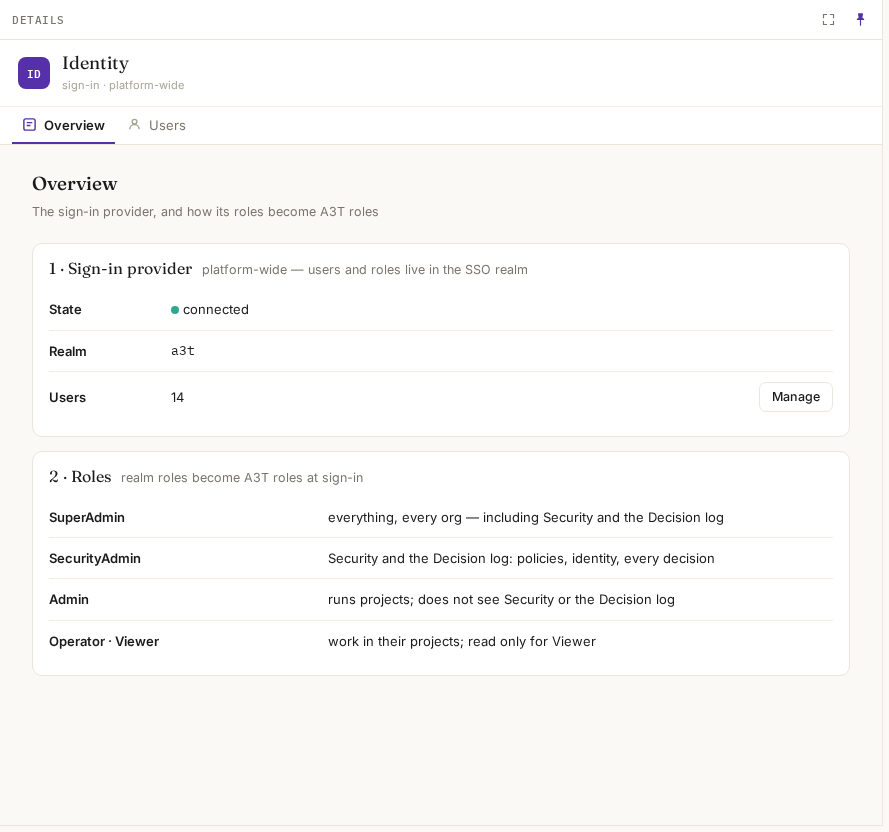 DETAILS
ID
Identity
sign-in · platform-wide
Overview
Users
Overview
The sign-in provider, and how its roles become A3T roles
1 · Sign-in provider platform-wide — users and roles live in the SSO realm
State connected
Realm a3t
Users 14 Manage
2 · Roles realm roles become A3T roles at sign-in
SuperAdmin everything, every org — including Security and the Decision log
SecurityAdmin Security and the Decision log: policies, identity, every decision
Admin runs projects; does not see Security or the Decision log
Operator · Viewer work in their projects; read only for Viewer